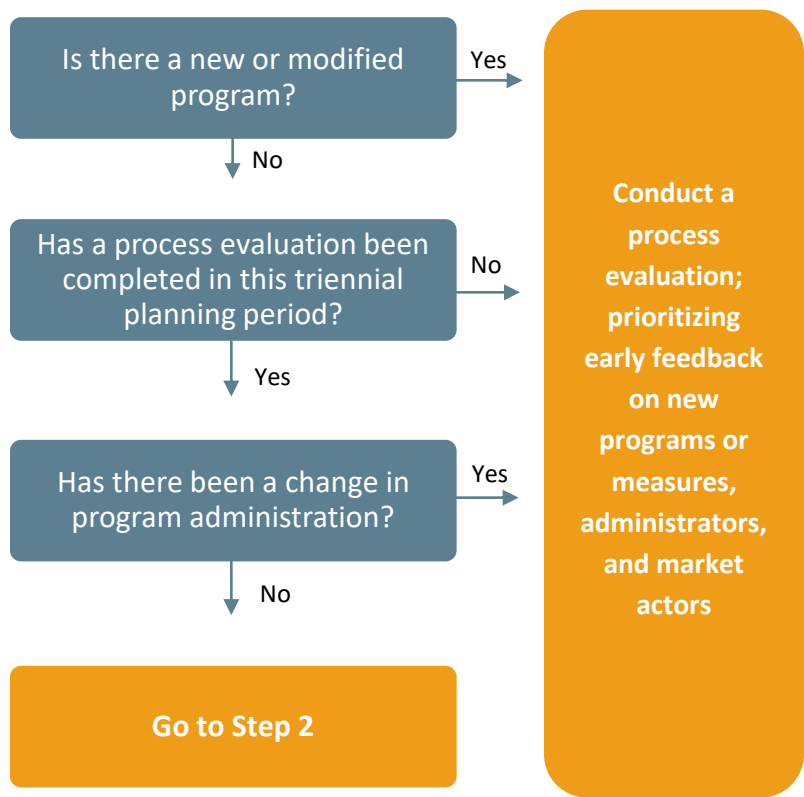 Is there a new or modified
program?
Yes
No
Has a process evaluation been
completed in this triennial
planning period?
No
Yes
Has there been a change in
program administration?
Yes
No
Go to Step 2
Conduct a
process
evaluation;
prioritizing
early feedback
on new
programs or
measures,
administrators,
and market
actors